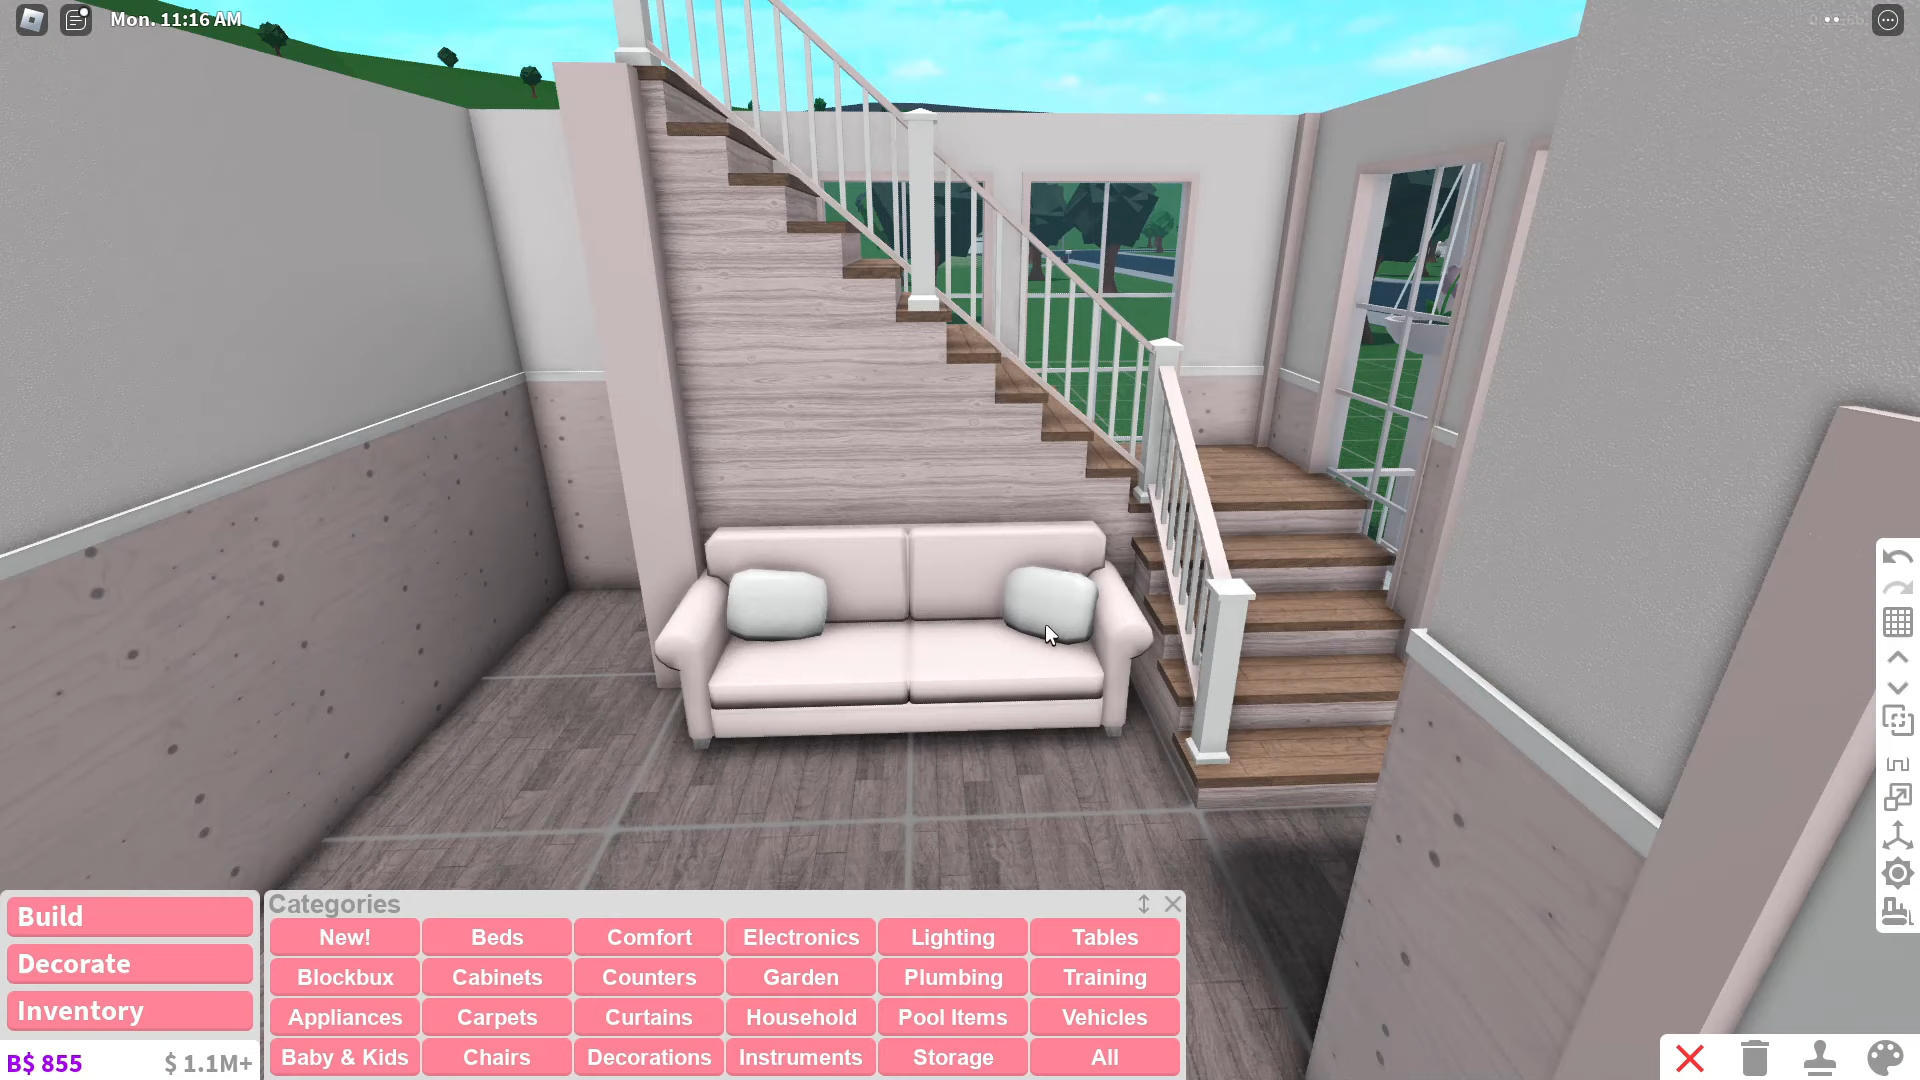 Mon. 11:16 AM
Build
Decorate
Inventory
B$ 855 $ 1.1M+
Categories
New! Beds Comfort Electronics Lighting Tables
Blockbux Cabinets Counters Garden Plumbing Training
Appliances Carpets Curtains Household Pool Items Vehicles
Baby & Kids Chairs Decorations Instruments Storage All